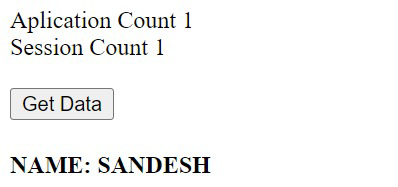 Aplication Count 1
Session Count 1
Get Data
NAME: SANDESH